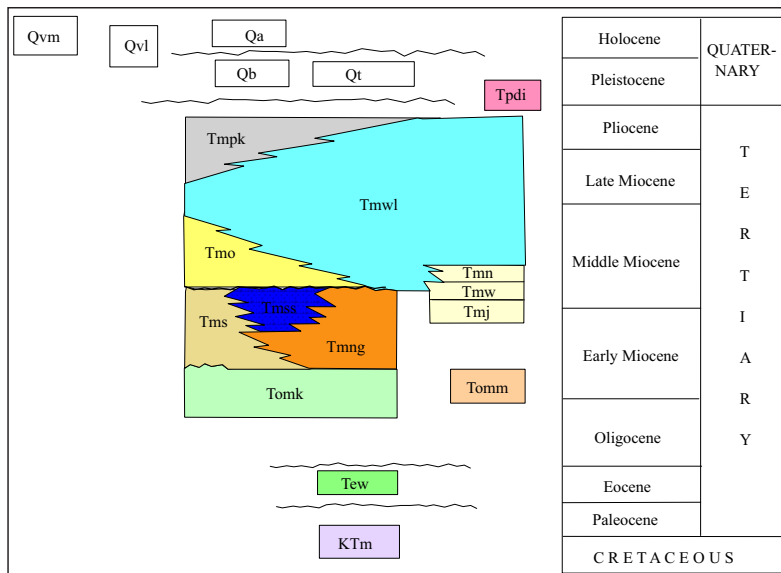 Qvm
Qvl
Qa
Qb
Qt
Tpdi
Tmpk
Tmwl
Tmo
Tmn
Tmw
Tmj
Tms
Tmss
Tmng
Tomk
Tomm
Tew
KTm
Holocene
Pleistocene
QUATER-
NARY
Pliocene
Late Miocene
Middle Miocene
Early Miocene
Oligocene
Eocene
Paleocene
T
E
R
T
I
A
R
Y
C R E T A C E O U S